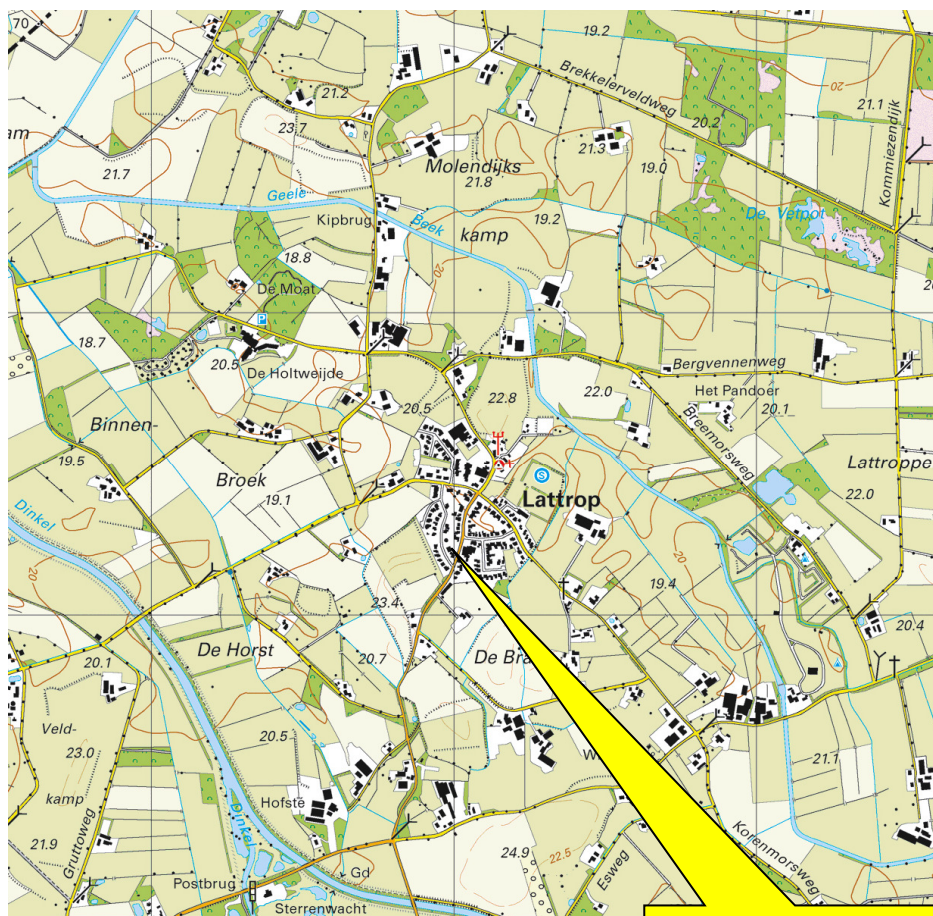 70
19.2
Brekkelerveldweg
20
21.2
21.1
23.7
20.2
am
Molendijks
21.3
19.0
Kommiezendijk
21.7
21.8
Geele
Beek
Kipbrug
19.2
De Vetpot
kamp
18.8
20
De Moat
P
18.7
20.5
De Holtweijde
Bergvennenweg
Het Pandoer
22.0
20.5
22.8
20.1
Binnen-
Breemorsweg
19.5
Broek
S
Lattroppe
Lattrop
22.0
19.1
Dinkel
20
20
19.4
23.4
20.4
De Horst
20.7
De Bra
20.1
Veld-
20.5
W
23.0
21.1
kamp
Hofstë
Dinkel
Gruttoweg
Korenmorsweg
21.9
24.9
22.5
Esweg
Gd
Postbrug
Sterrenwacht